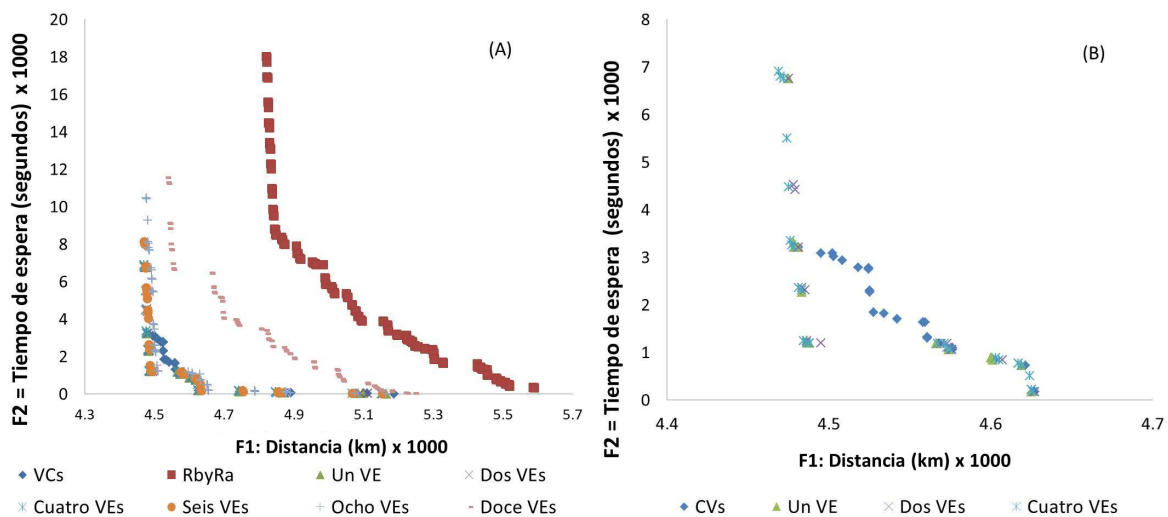 (A)
F2 = Tiempo de espera (segundos) x 1000
20
18
16
14
12
10
8
6
4
2
0
4.3
4.5
4.7
4.9
5.1
5.3
5.5
5.7
F1: Distancia (km) x 1000
VCs
RbyRa
Un VE
Dos VEs
Cuatro VEs
Seis VEs
Ocho VEs
Doce VEs
(B)
F2 = Tiempo de espera (segundos) x 1000
8
7
6
5
4
3
2
1
0
4.4
4.5
4.6
4.7
F1: Distancia (km) x 1000
CVs
Un VE
Dos VEs
Cuatro VEs